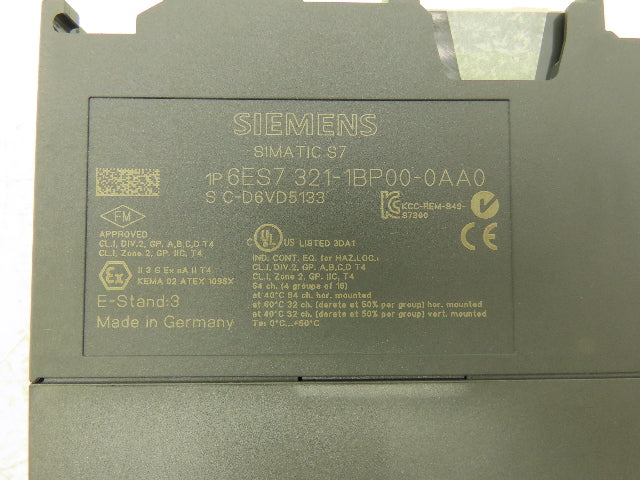 SIEMENS
SIMATIC S7
1P 6ES7 321-1BP00-0AA0
S C-D6VD5133
KCC-REM-S49-
S7300
FM
APPROVED
CL.I, DIV.2, GP. A,B,C,D T4
CL.I, Zone 2, GP. IIC, T4
C UL US LISTED 3DA1
IND. CONT. EQ. for HAZ.LOC.:
CL.I, DIV.2, GP. A,B,C,D T4
CL.I, Zone 2, GP. IIC, T4
64 ch. (4 groups of 16)
at 40°C 64 ch. hor. mounted
at 60°C 32 ch. (derate at 50% per group) hor. mounted
at 40°C 32 ch. (derate at 50% per group) vert. mounted
Ta: 0°C...+60°C
CE
Ex II 3 G Ex nA II T4
KEMA 02 ATEX 1096X
E-Stand:3
Made in Germany